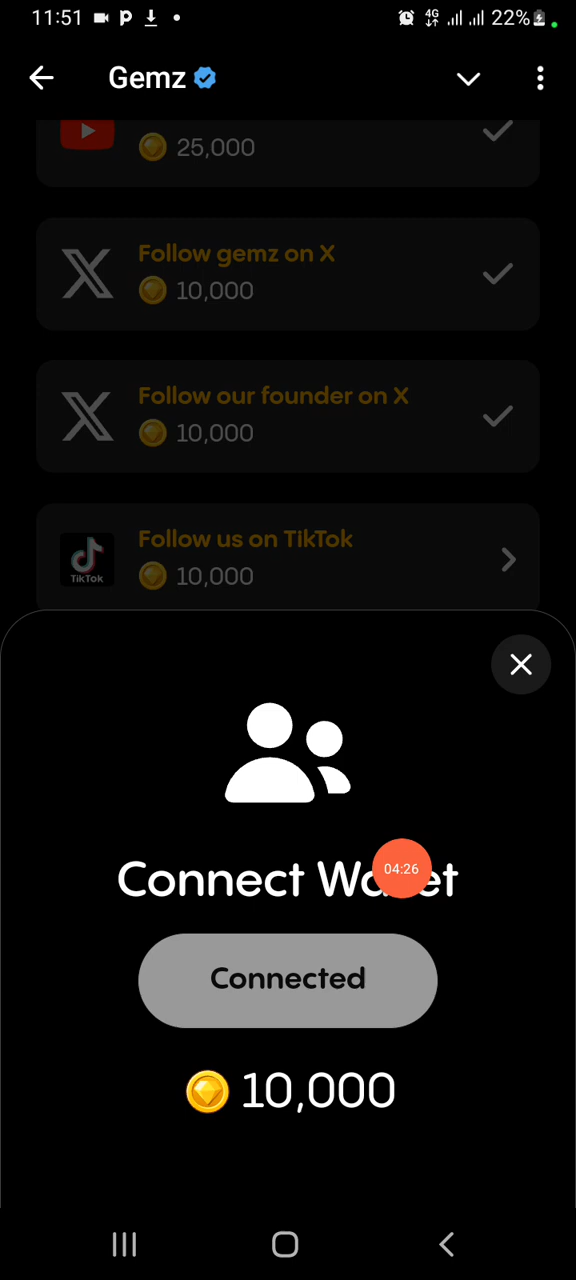 11:51
4G
22%
Gemz
25,000
Follow gemz on X
10,000
Follow our founder on X
10,000
Follow us on TikTok
TikTok
10,000
Connect
04:26
Connected
10,000